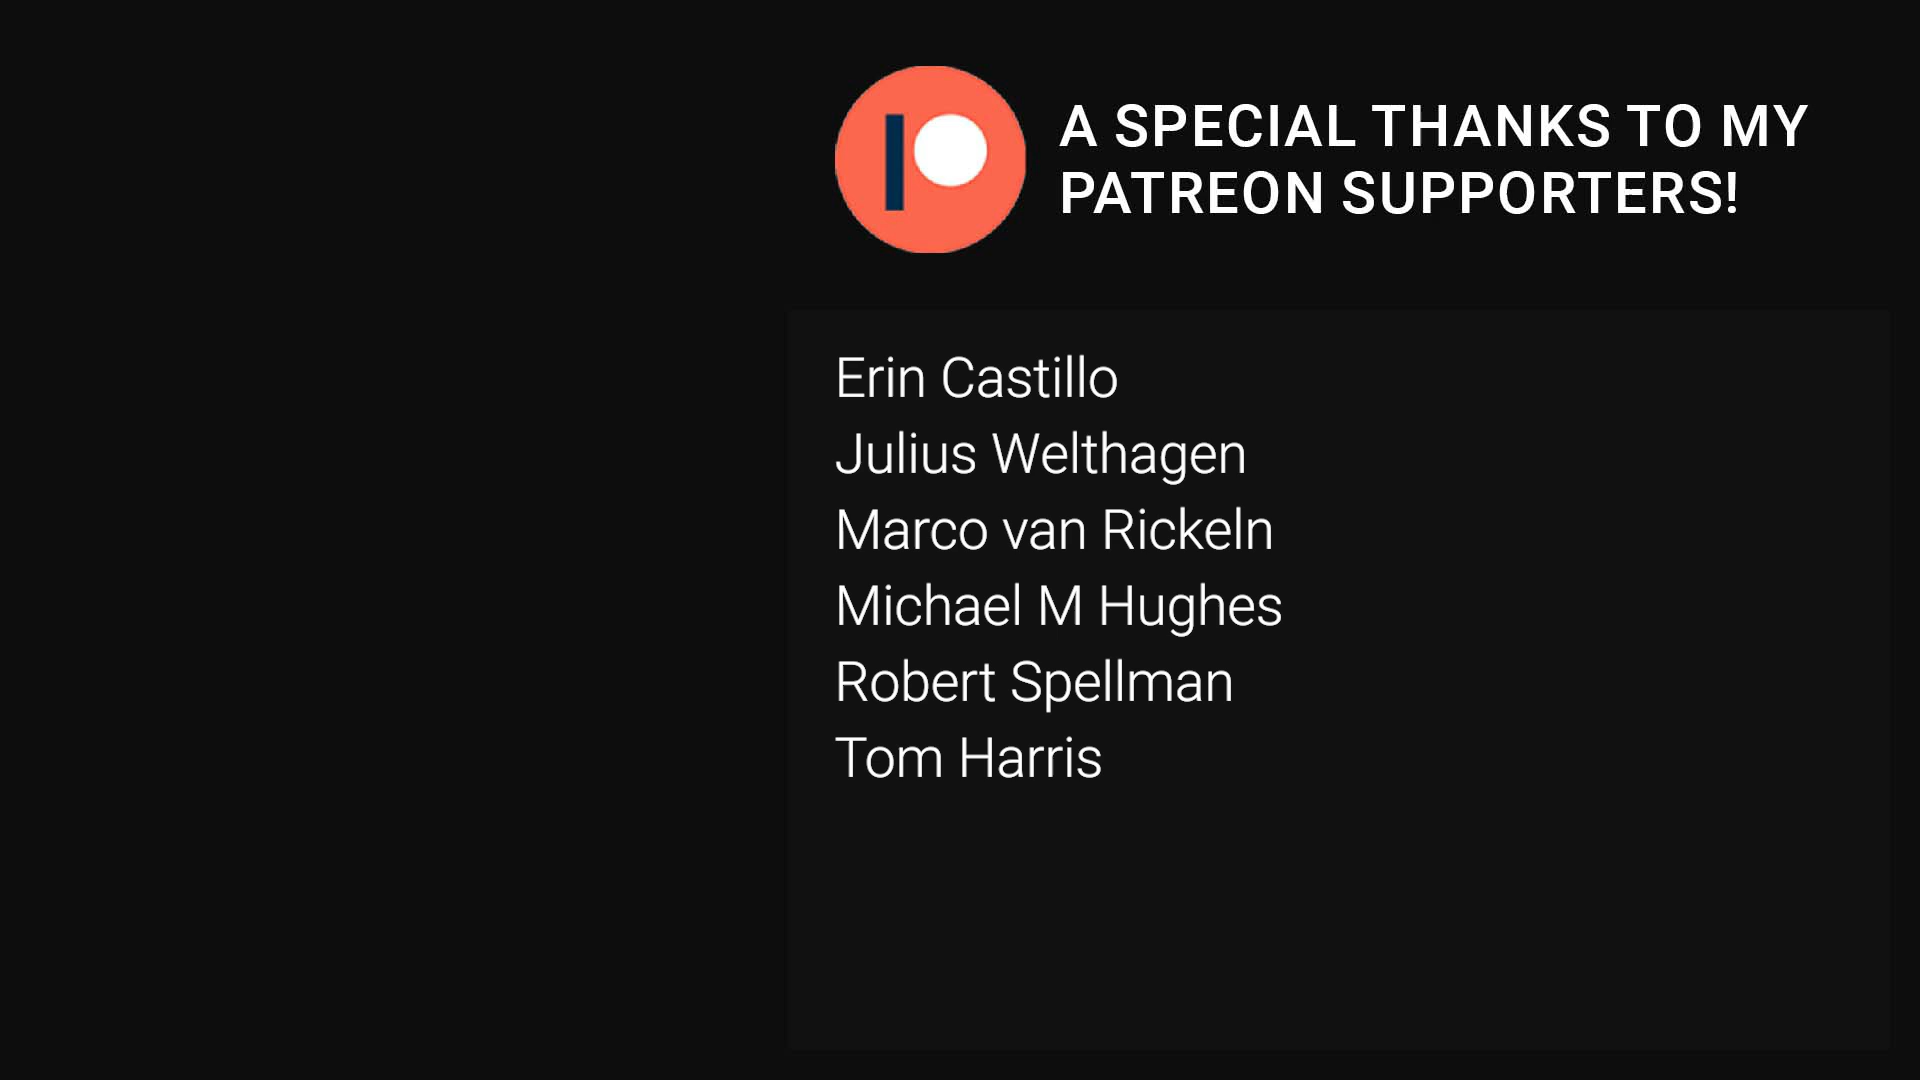 A SPECIAL THANKS TO MY
PATREON SUPPORTERS!
Erin Castillo
Julius Welthagen
Marco van Rickeln
Michael M Hughes
Robert Spellman
Tom Harris